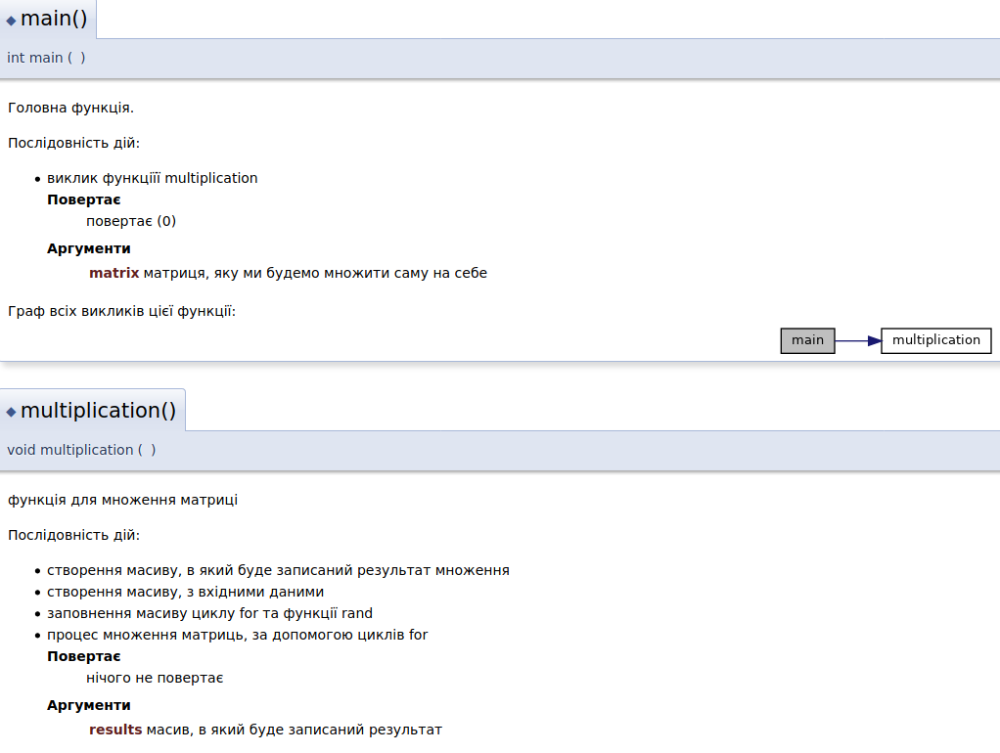 main()
int main ( )
Головна функція.
Послідовність дій:
виклик функціїї multiplication
Повертає
повертає (0)
Аргументи
matrix матриця, яку ми будемо множити саму на себе
Граф всіх викликів цієї функції:
main
multiplication
multiplication()
void multiplication ( )
функція для множення матриці
Послідовність дій:
створення масиву, в який буде записаний результат множення
створення масиву, з вхідними даними
заповнення масиву циклу for та функції rand
процес множення матриць, за допомогою циклів for
Повертає
нічого не повертає
Аргументи
results масив, в який буде записаний результат